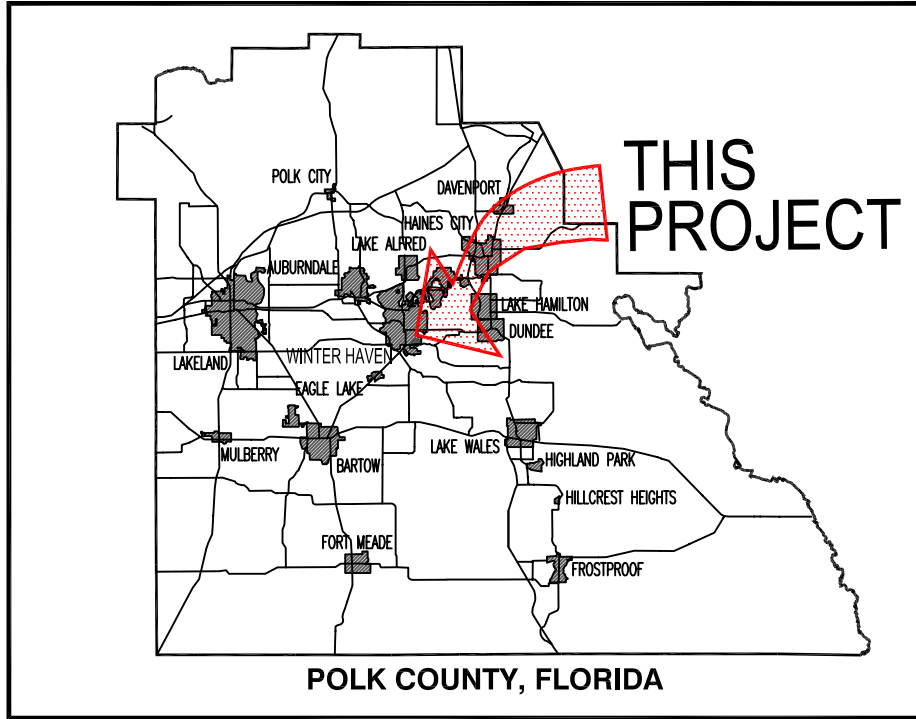 POLK CITY
DAVENPORT
THIS
PROJECT
HAINES CITY
LAKE ALFRED
AUBURNDALE
LAKE HAMILTON
DUNDEE
WINTER HAVEN
LAKELAND
EAGLE LAKE
LAKE WALES
MULBERRY
BARTOW
HIGHLAND PARK
HILLCREST HEIGHTS
FORT MEADE
FROSTPROOF
POLK COUNTY, FLORIDA